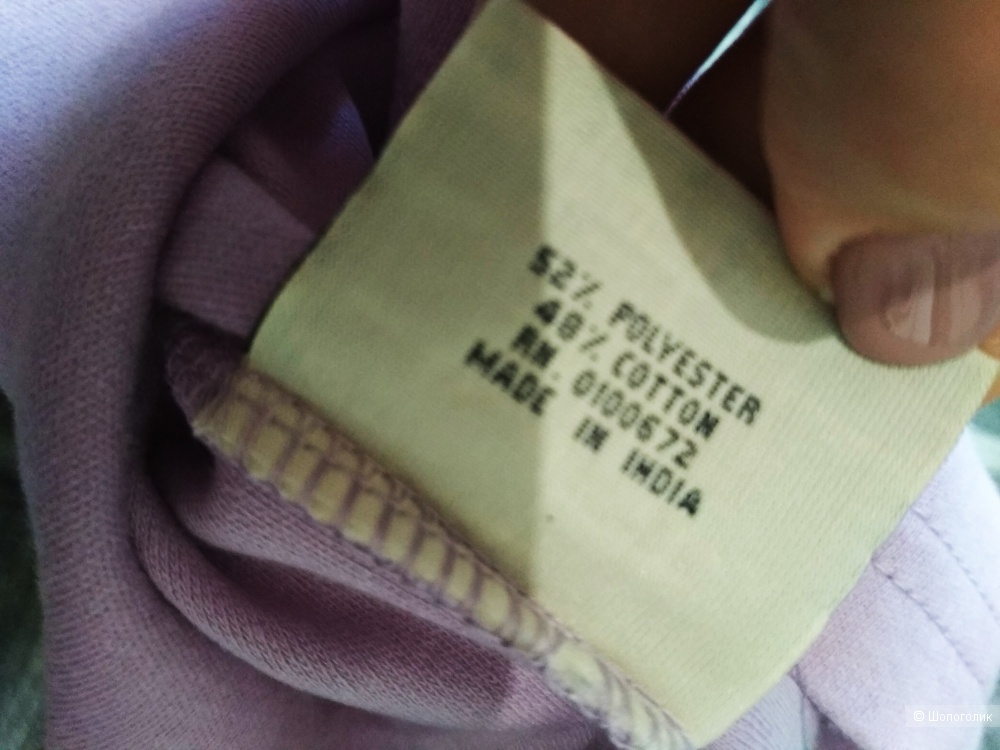 52% POLYESTER
48% COTTON
RN. 0100672
MADE IN INDIA
© Шопоголик